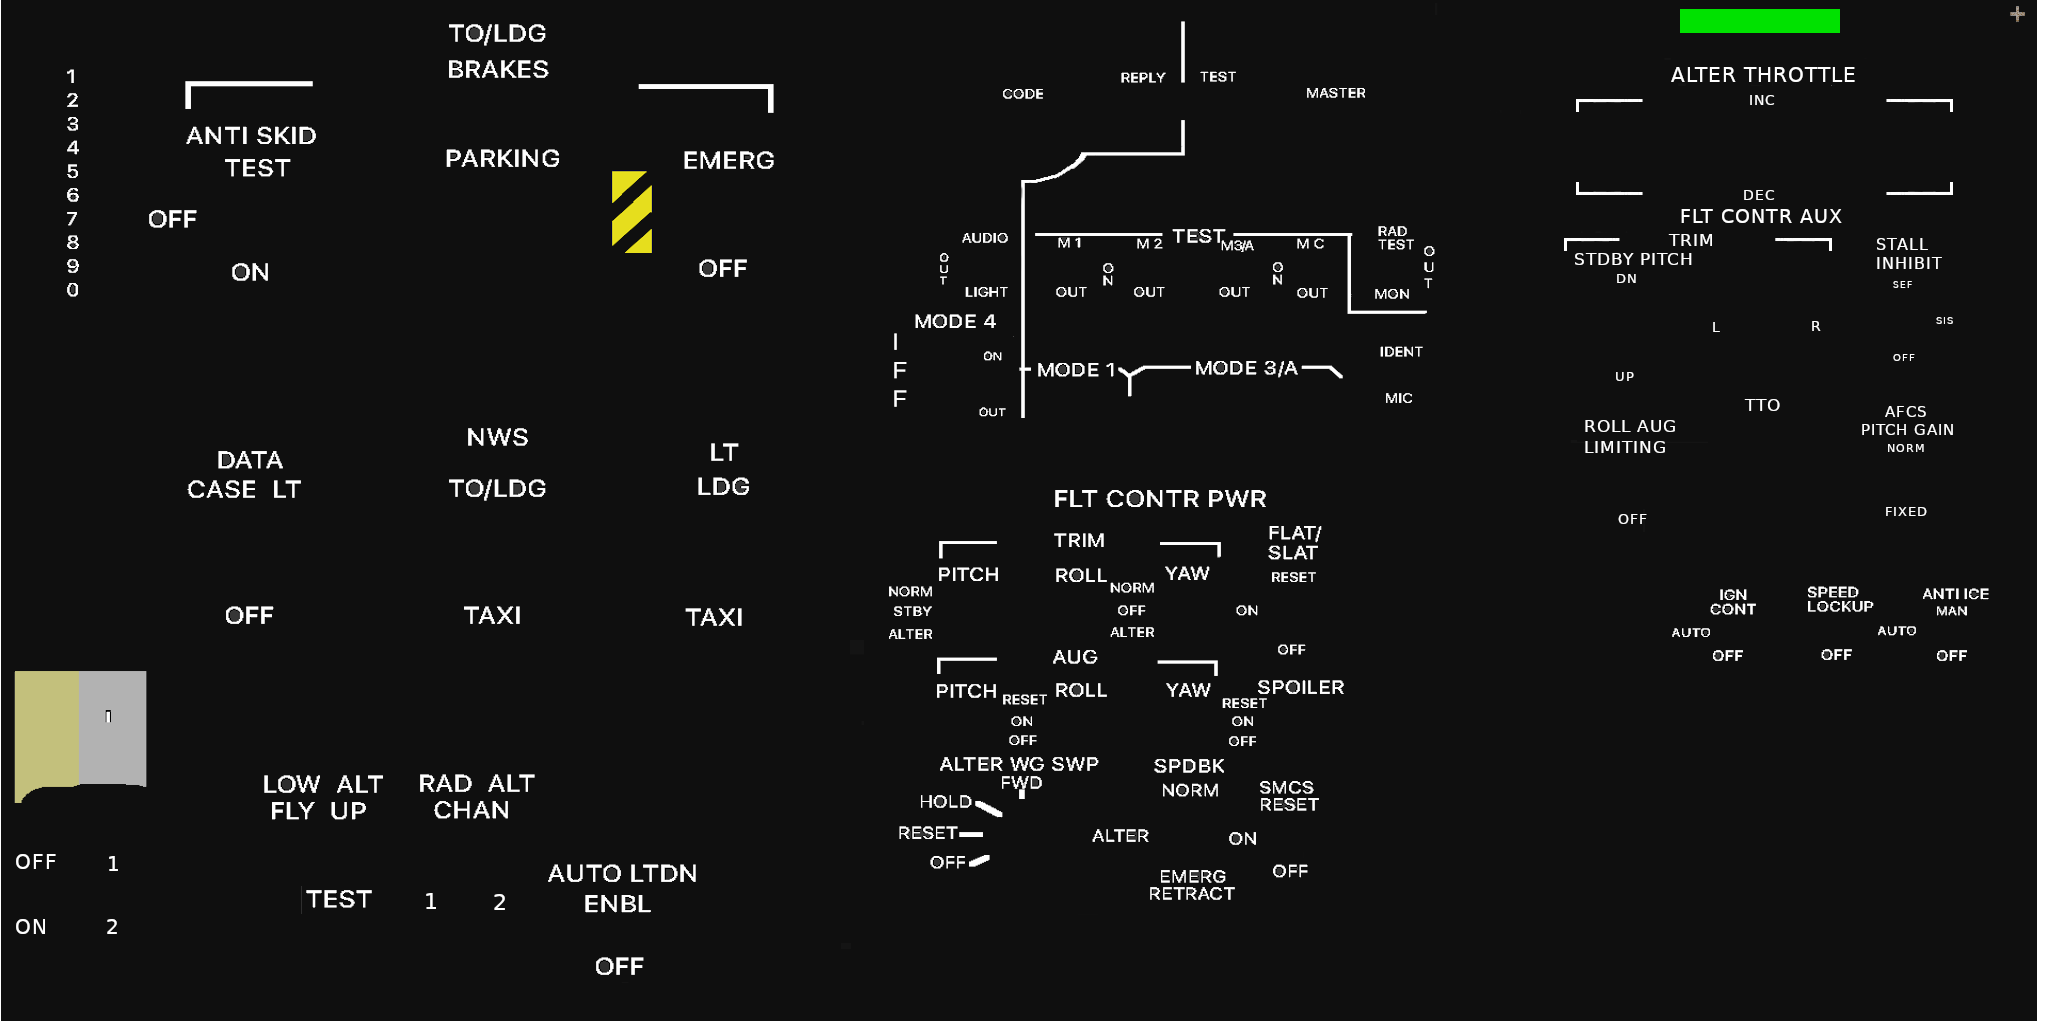 1
2
3
4
5
6
7
8
9
0
TO/LDG
BRAKES
ANTI SKID
TEST
PARKING
EMERG
OFF
ON
OFF
DATA
CASE LT
NWS
TO/LDG
LT
LDG
OFF
TAXI
TAXI
LOW ALT
FLY UP
RAD ALT
CHAN
OFF 1
ON 2
TEST 1 2
AUTO LTDN
ENBL
OFF
CODE
REPLY
TEST
MASTER
AUDIO
OUT
LIGHT
TEST
M 1
M 2
M3/A
M C
ON
ON
OUT
OUT
OUT
OUT
RAD
TEST
OUT
MON
MODE 4
IFF
ON
OUT
MODE 1
MODE 3/A
IDENT
MIC
FLT CONTR PWR
TRIM
PITCH
ROLL
YAW
FLAT/
SLAT
RESET
NORM
STBY
ALTER
NORM
OFF
ALTER
ON
OFF
AUG
PITCH
ROLL
YAW
SPOILER
RESET
ON
OFF
RESET
ON
OFF
ALTER WG SWP
FWD
HOLD
RESET
OFF
SPDBK
NORM
ALTER
EMERG
RETRACT
SMCS
RESET
ON
OFF
ALTER THROTTLE
INC
DEC
FLT CONTR AUX
TRIM
STDBY PITCH
DN
L
R
UP
STALL
INHIBIT
SEF
SIS
OFF
TTO
ROLL AUG
LIMITING
OFF
AFCS
PITCH GAIN
NORM
FIXED
IGN
CONT
AUTO
OFF
SPEED
LOCKUP
OFF
ANTI ICE
MAN
AUTO
OFF